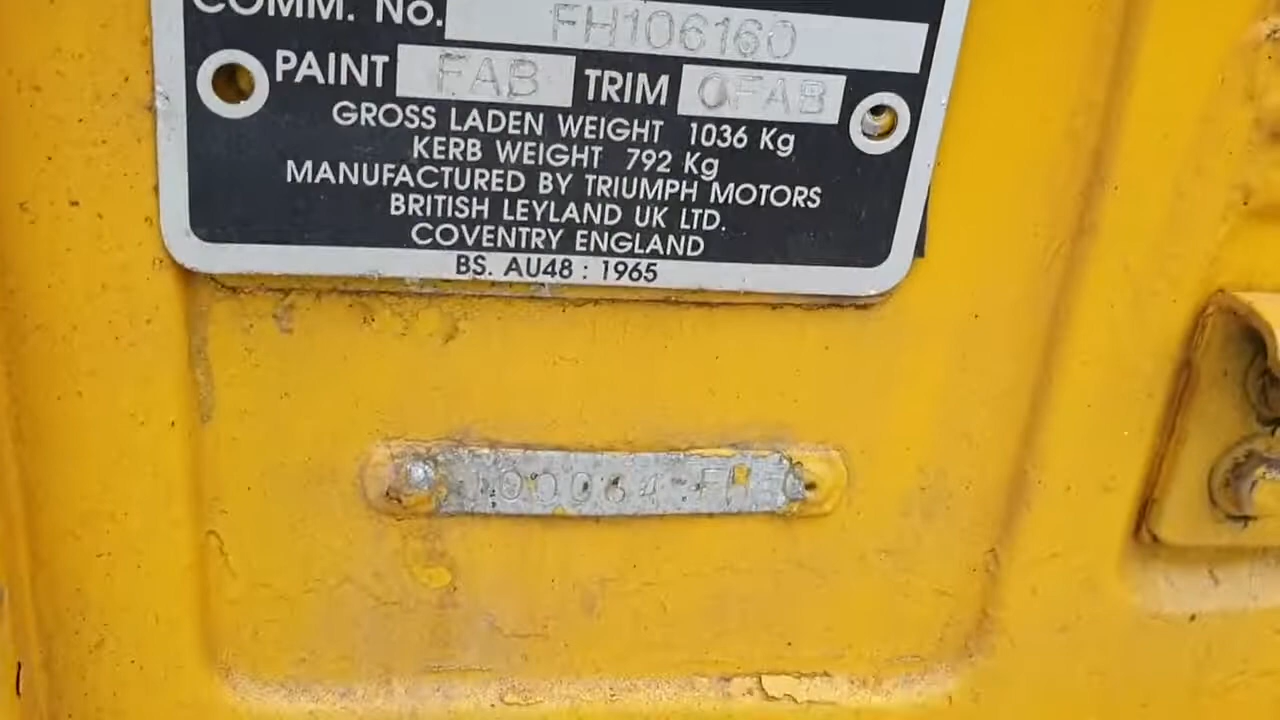 COMM. No. FH106160
PAINT FAB TRIM CFAB
GROSS LADEN WEIGHT 1036 Kg
KERB WEIGHT 792 Kg
MANUFACTURED BY TRIUMPH MOTORS
BRITISH LEYLAND UK LTD.
COVENTRY ENGLAND
BS. AU48 : 1965